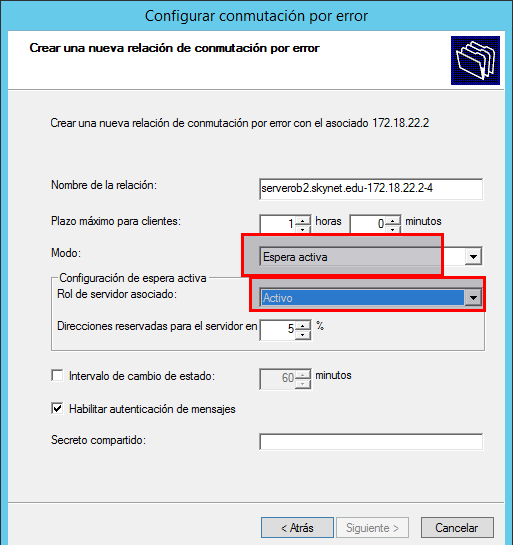 Configurar conmutación por error
Crear una nueva relación de conmutación por error
Crear una nueva relación de conmutación por error con el asociado 172.18.22.2
Nombre de la relación: serverob2.skynet.edu-172.18.22.2-4
Plazo máximo para clientes: 1 horas 0 minutos
Modo: Espera activa
Configuración de espera activa
Rol de servidor asociado: Activo
Direcciones reservadas para el servidor en 5 %
Intervalo de cambio de estado: 60 minutos
Habilitar autenticación de mensajes
Secreto compartido:
< Atrás Siguiente > Cancelar